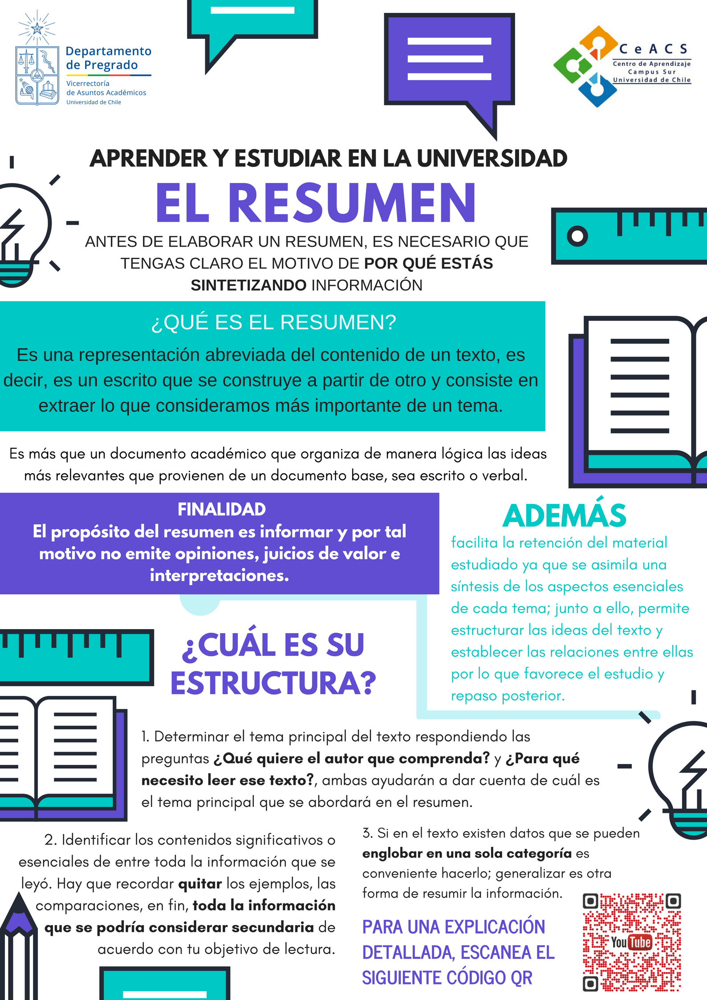 Departamento
de Pregrado
Vicerrectoría
de Asuntos Académicos
Universidad de Chile
CeACS
Centro de Aprendizaje
Campus Sur
Universidad de Chile
APRENDER Y ESTUDIAR EN LA UNIVERSIDAD
EL RESUMEN
ANTES DE ELABORAR UN RESUMEN, ES NECESARIO QUE
TENGAS CLARO EL MOTIVO DE POR QUÉ ESTÁS
SINTETIZANDO INFORMACIÓN
¿QUÉ ES EL RESUMEN?
Es una representación abreviada del contenido de un texto, es
decir, es un escrito que se construye a partir de otro y consiste en
extraer lo que consideramos más importante de un tema.
Es más que un documento académico que organiza de manera lógica las ideas
más relevantes que provienen de un documento base, sea escrito o verbal.
FINALIDAD
El propósito del resumen es informar y por tal
motivo no emite opiniones, juicios de valor e
interpretaciones.
ADEMÁS
facilita la retención del material
estudiado ya que se asimila una
síntesis de los aspectos esenciales
de cada tema; junto a ello, permite
estructurar las ideas del texto y
establecer las relaciones entre ellas
por lo que favorece el estudio y
repaso posterior.
¿CUÁL ES SU
ESTRUCTURA?
1. Determinar el tema principal del texto respondiendo las
preguntas ¿Qué quiere el autor que comprenda? y ¿Para qué
necesito leer ese texto?, ambas ayudarán a dar cuenta de cuál es
el tema principal que se abordará en el resumen.
2. Identificar los contenidos significativos o
esenciales de entre toda la información que se
leyó. Hay que recordar quitar los ejemplos, las
comparaciones, en fin, toda la información
que se podría considerar secundaria de
acuerdo con tu objetivo de lectura.
3. Si en el texto existen datos que se pueden
englobar en una sola categoría es
conveniente hacerlo; generalizar es otra
forma de resumir la información.
PARA UNA EXPLICACIÓN
DETALLADA, ESCANEA EL
SIGUIENTE CÓDIGO QR
YouTube